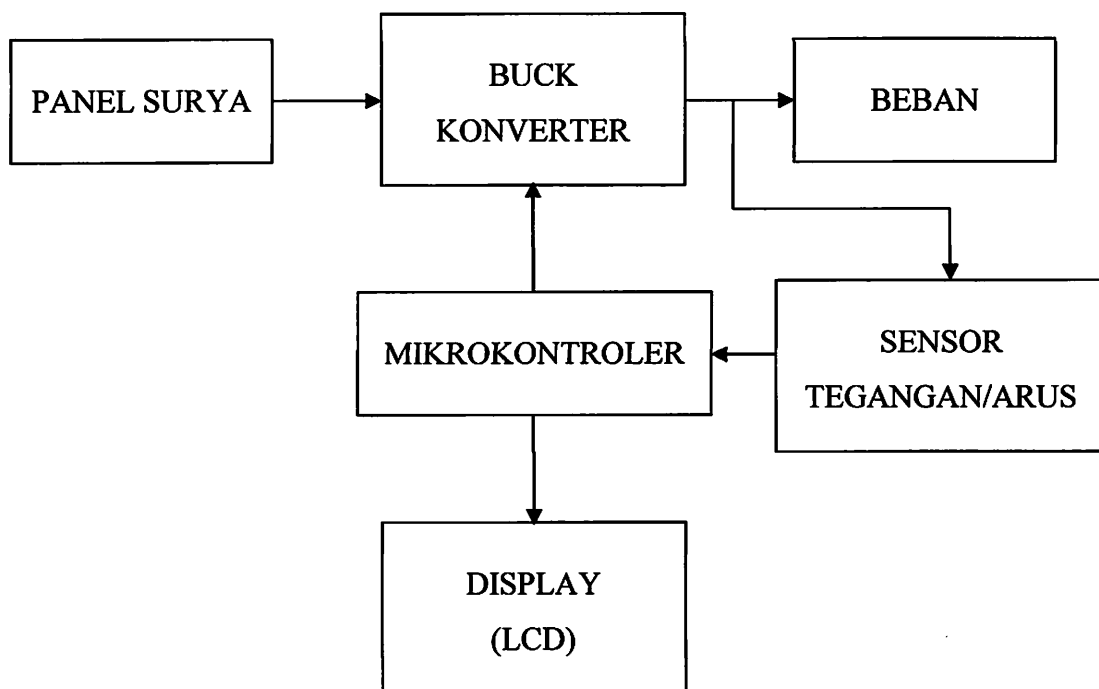 PANEL SURYA
BUCK
KONVERTER
BEBAN
MIKROKONTROLER
SENSOR
TEGANGAN/ARUS
DISPLAY
(LCD)